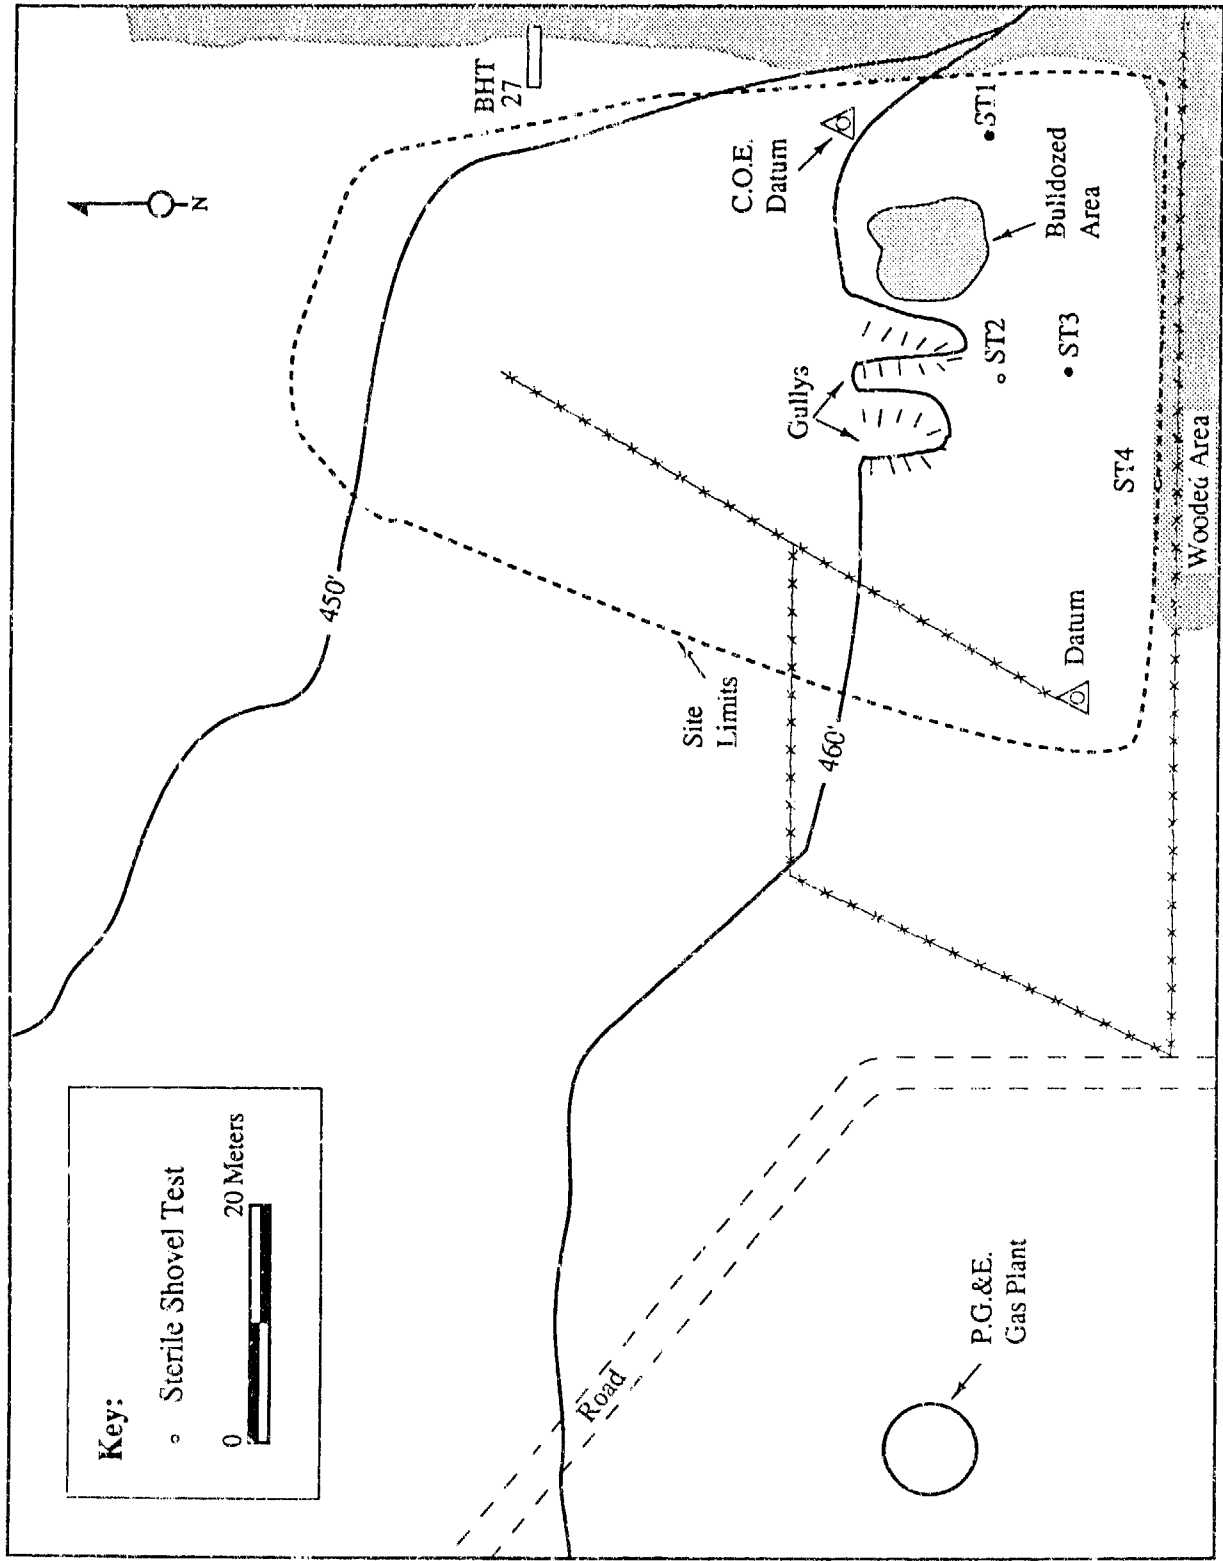 Key:
Sterile Shovel Test
0
20 Meters
N
BHT
27
450'
Site
Limits
460'
C.O.E.
Datum
Gullys
ST1
Bulldozed
Area
ST2
ST3
ST4
Datum
Wooded Area
Road
P.G.&E.
Gas Plant